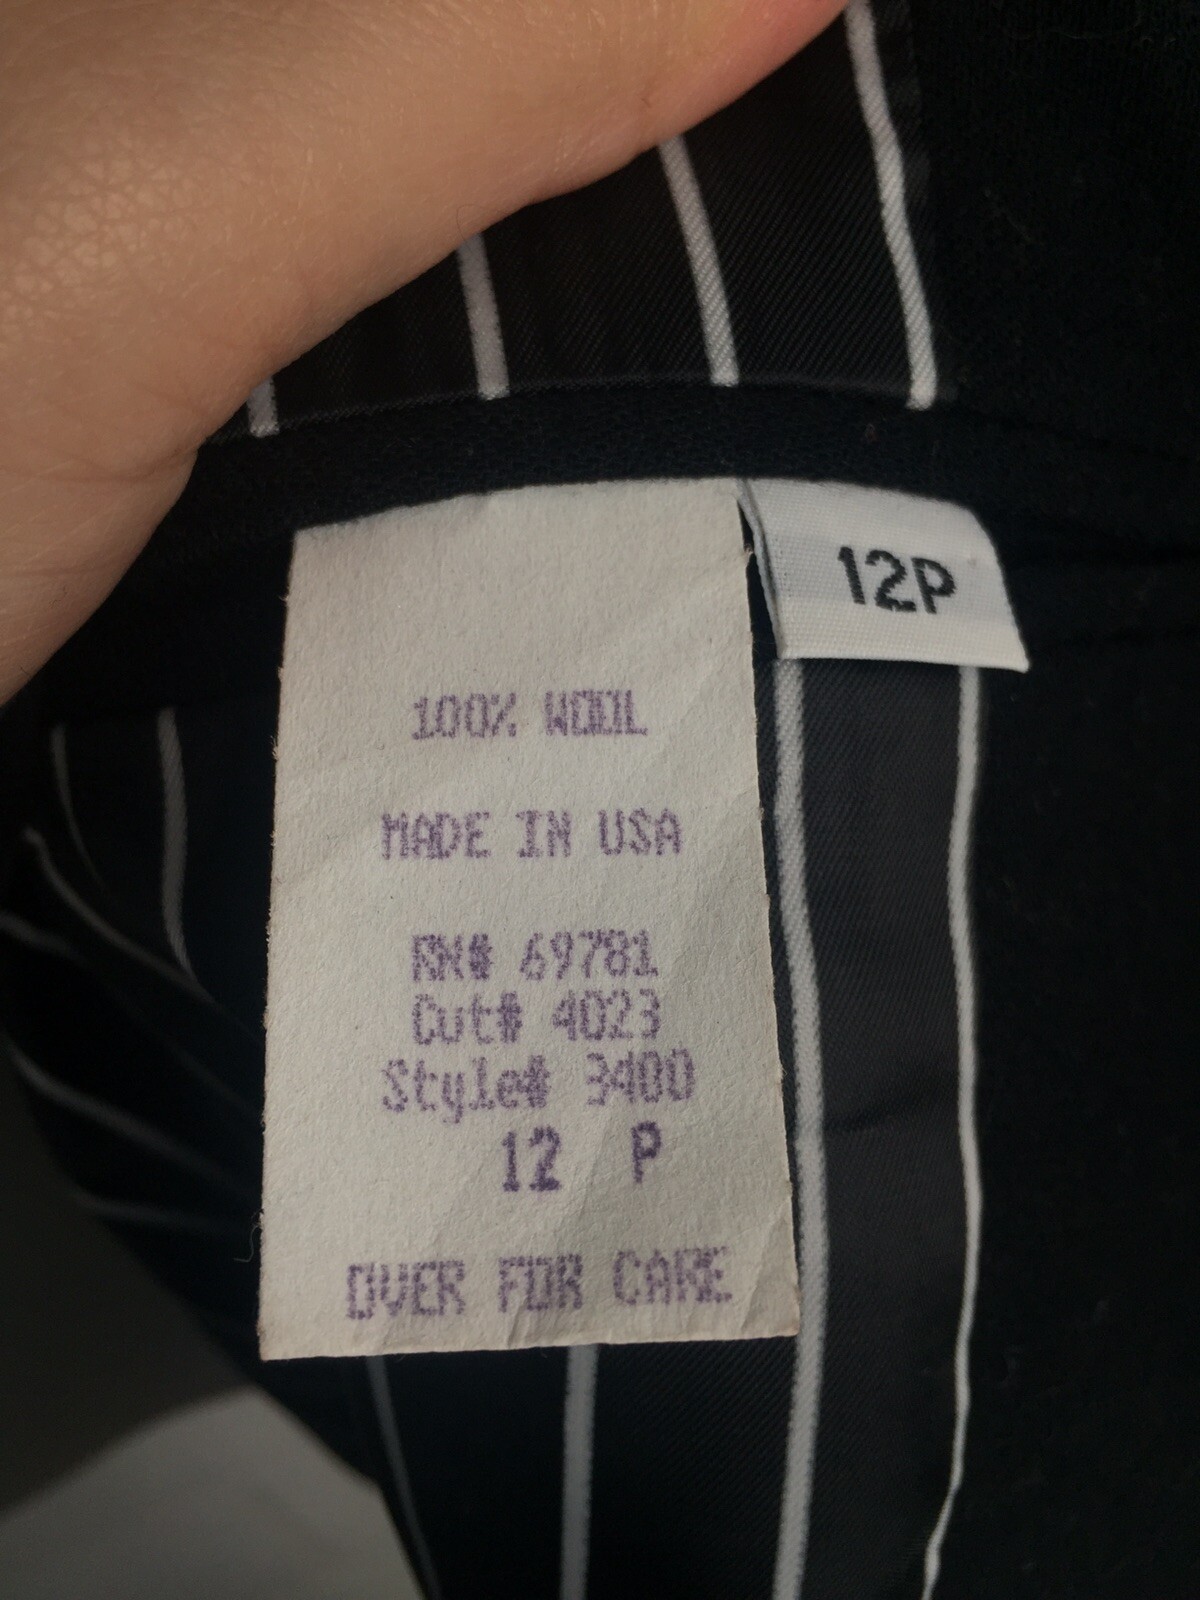 12P
100% WOOL
MADE IN USA
RN# 69781
Cut# 4023
Style# 3400
12 P
OVER FOR CARE